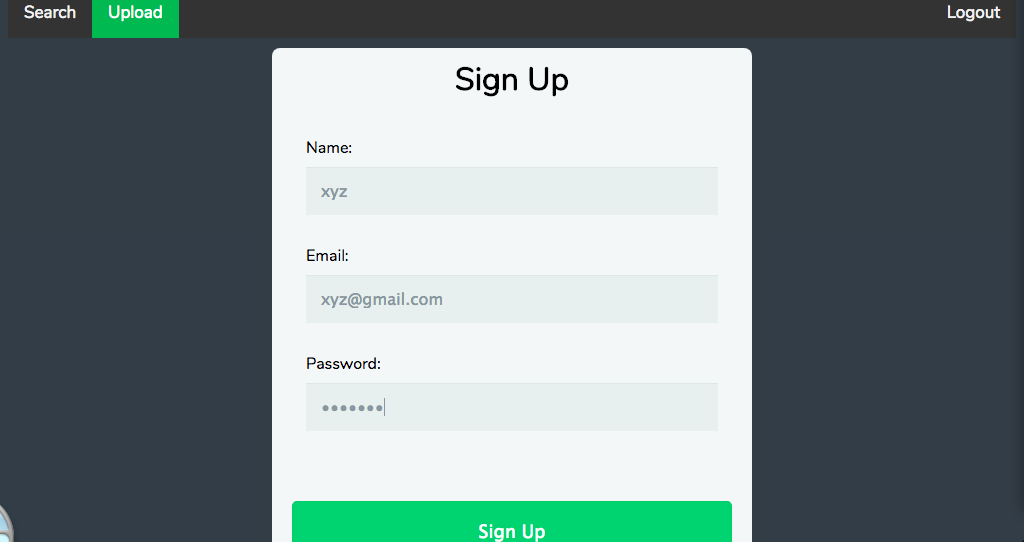 Search Upload Logout
Sign Up
Name:
xyz
Email:
xyz@gmail.com
Password:
•••••••
Sign Up